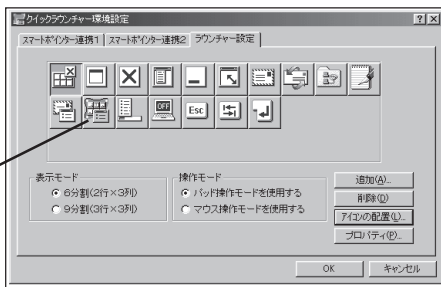 クイックラウンチャー環境設定
スマートポインター連携1 スマートポインター連携2 ラウンチャー設定
OFF
Esc
表示モード
6分割(2行×3列)
9分割(3行×3列)
操作モード
パッド操作モードを使用する
マウス操作モードを使用する
追加(A)...
削除(D)
アイコンの配置(L)...
プロパティ(P)...
OK キャンセル